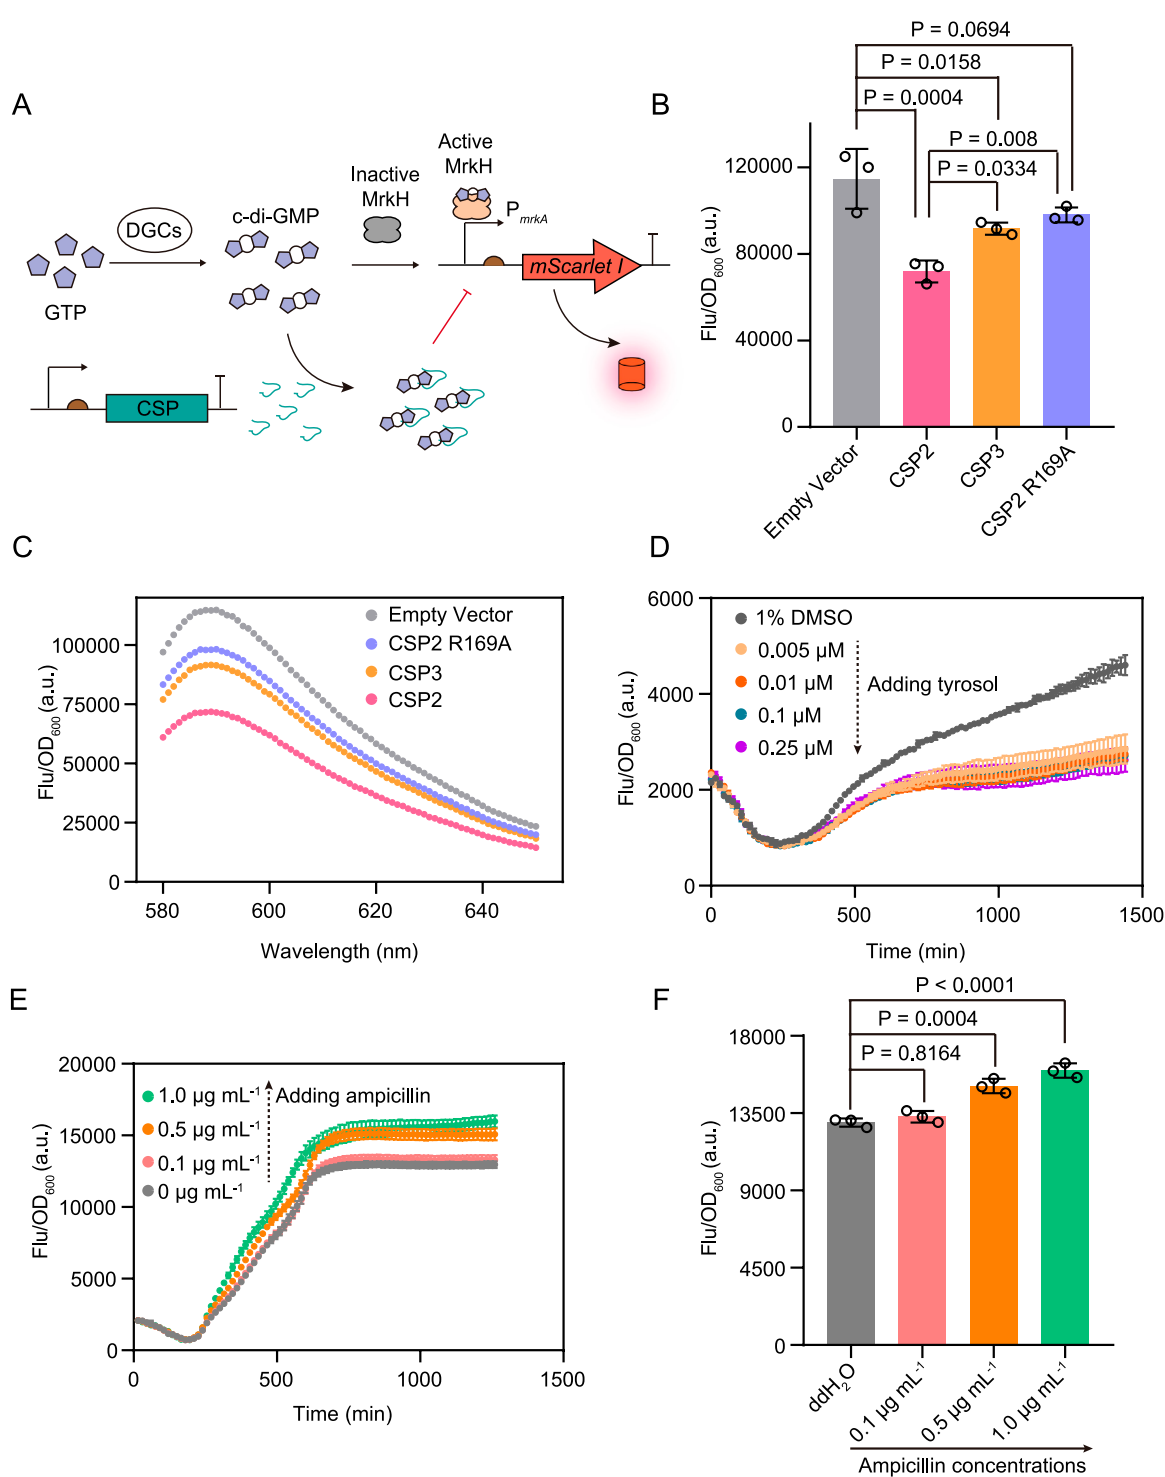 A
DGCs
GTP
c-di-GMP
Inactive
MrkH
Active
MrkH
PmrkA
mScarlet I
CSP
B
P = 0.0694
P = 0.0158
P = 0.0004
P = 0.008
P = 0.0334
Flu/OD600 (a.u.)
120000
80000
40000
0
Empty Vector
CSP2
CSP3
CSP2 R169A
C
Flu/OD600 (a.u.)
100000
75000
50000
25000
0
Empty Vector
CSP2 R169A
CSP3
CSP2
580
600
620
640
Wavelength (nm)
D
Flu/OD600 (a.u.)
6000
4000
2000
0
1% DMSO
0.005 µM
0.01 µM
0.1 µM
0.25 µM
Adding tyrosol
0
500
1000
1500
Time (min)
E
Flu/OD600 (a.u.)
20000
15000
10000
5000
0
1.0 µg mL-1
0.5 µg mL-1
0.1 µg mL-1
0 µg mL-1
Adding ampicillin
0
500
1000
1500
Time (min)
F
P < 0.0001
P = 0.0004
P = 0.8164
Flu/OD600 (a.u.)
18000
13500
9000
4500
0
ddH2O
0.1 µg mL-1
0.5 µg mL-1
1.0 µg mL-1
Ampicillin concentrations